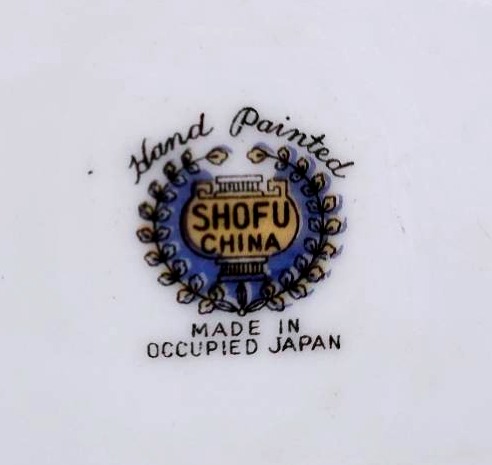 Hand Painted
SHOFU
CHINA
MADE IN
OCCUPIED JAPAN